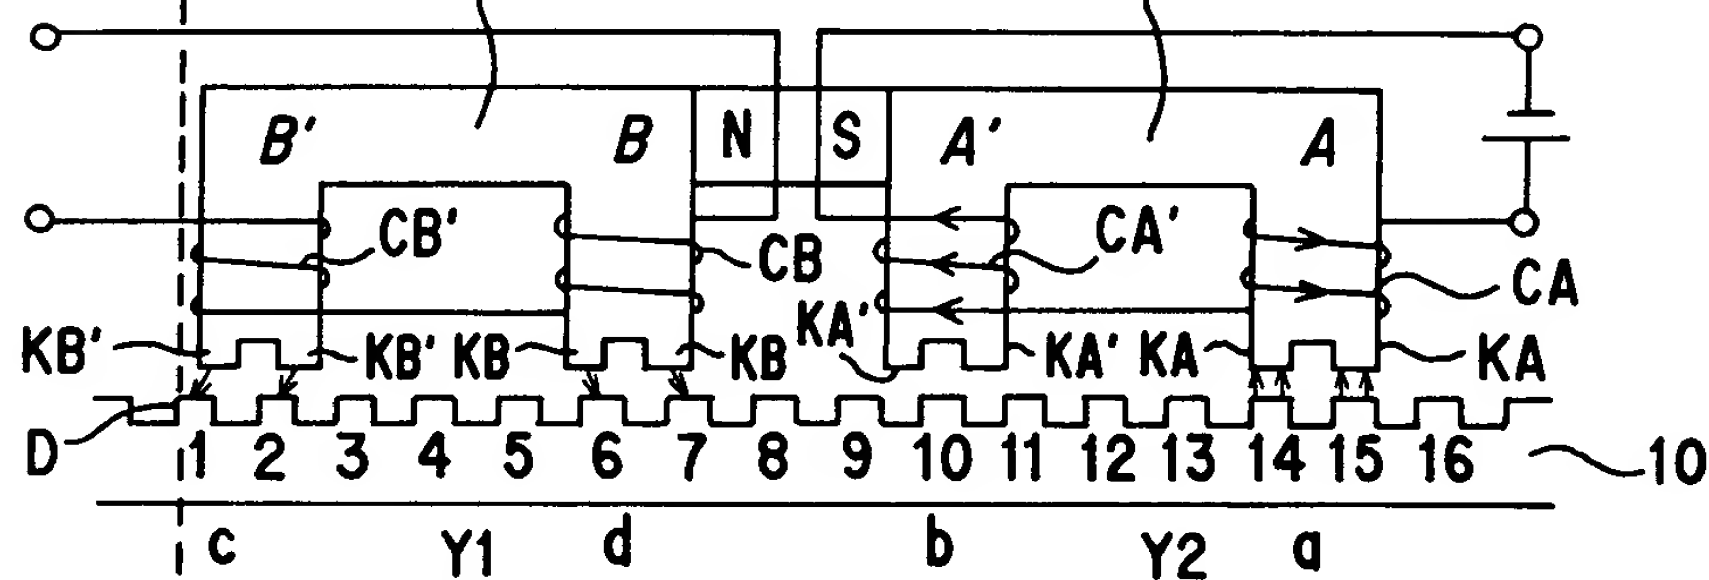 B' B N S A' A
CB' CB CA' CA
KB' KB' KB KB KA' KA' KA KA
D 1 2 3 4 5 6 7 8 9 10 11 12 13 14 15 16 10
c Y1 d b Y2 a